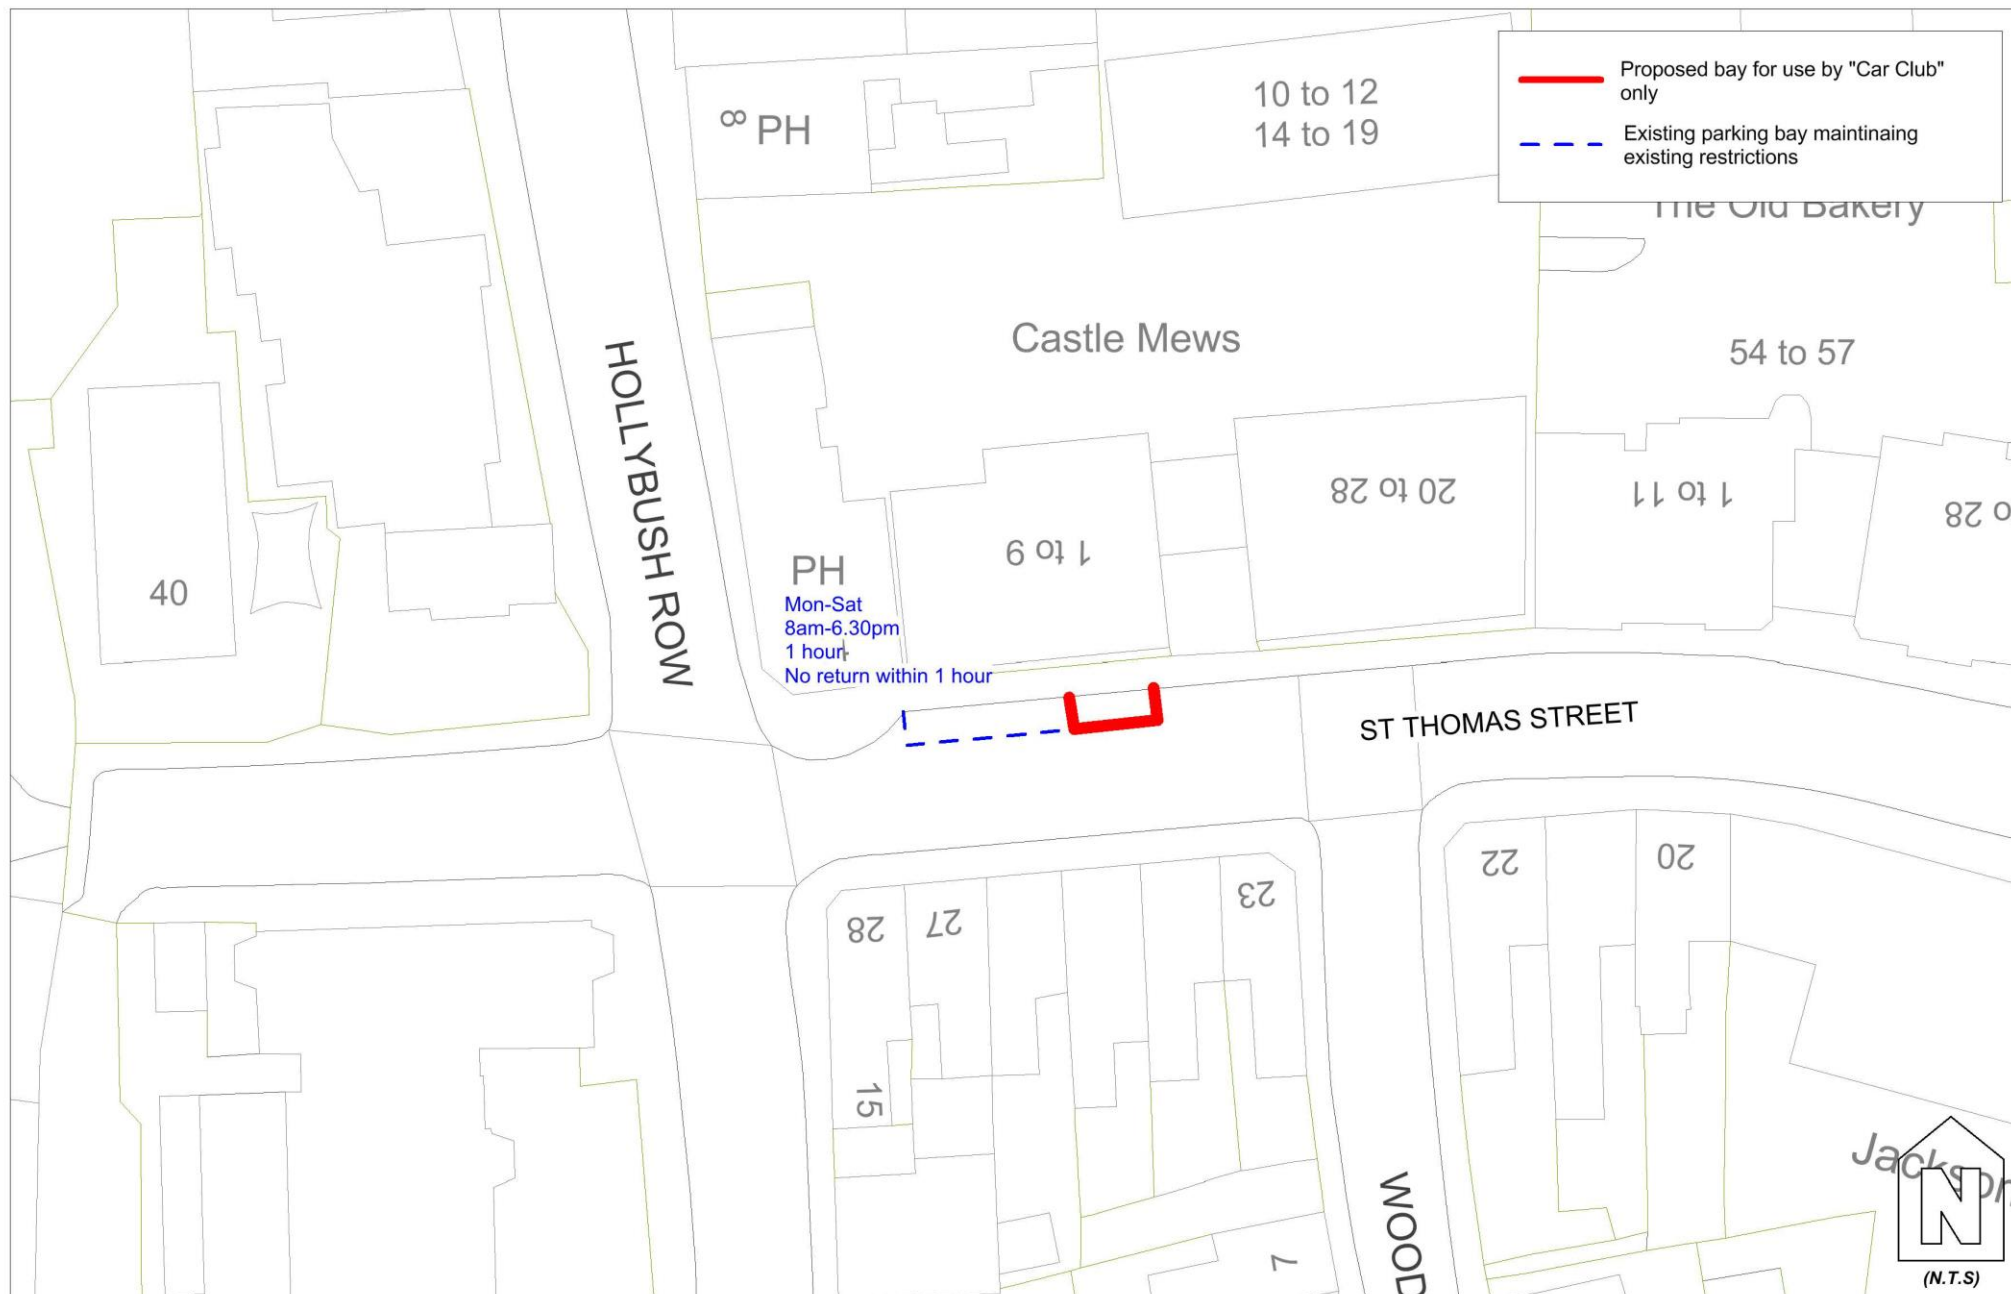 Proposed bay for use by "Car Club"
only
Existing parking bay maintinaing
existing restrictions
8 PH
10 to 12
14 to 19
The Old Bakery
Castle Mews
54 to 57
HOLLYBUSH ROW
20 to 28
1 to 11
o 28
1 to 9
40
PH
Mon-Sat
8am-6.30pm
1 hour
No return within 1 hour
ST THOMAS STREET
22
20
23
28
27
15
WOOD
Jackson
7
N
(N.T.S)